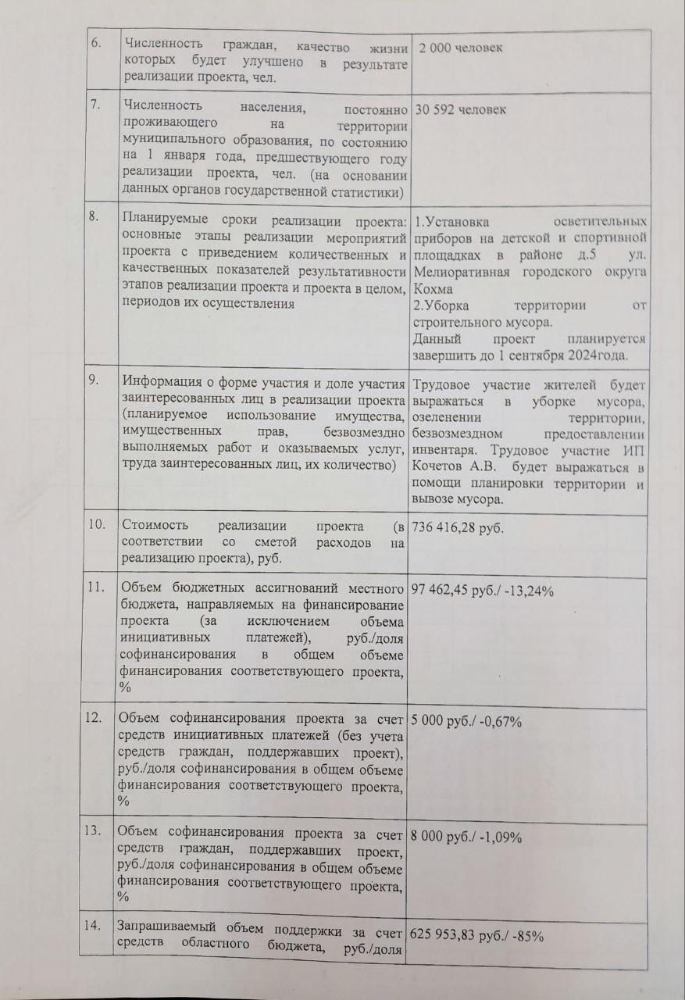 6.
Численность граждан, качество жизни
которых будет улучшено в результате
реализации проекта, чел.
2 000 человек
7.
Численность населения, постоянно
проживающего на территории
муниципального образования, по состоянию
на 1 января года, предшествующего году
реализации проекта, чел. (на основании
данных органов государственной статистики)
30 592 человек
8.
Планируемые сроки реализации проекта:
основные этапы реализации мероприятий
проекта с приведением количественных и
качественных показателей результативности
этапов реализации проекта и проекта в целом,
периодов их осуществления
1.Установка осветительных
приборов на детской и спортивной
площадках в районе д.5 ул.
Мелиоративная городского округа
Кохма
2.Уборка территории от
строительного мусора.
Данный проект планируется
завершить до 1 сентября 2024года.
9.
Информация о форме участия и доле участия
заинтересованных лиц в реализации проекта
(планируемое использование имущества,
имущественных прав, безвозмездно
выполняемых работ и оказываемых услуг,
труда заинтересованных лиц, их количество)
Трудовое участие жителей будет
выражаться в уборке мусора,
озеленении территории,
безвозмездном предоставлении
инвентаря. Трудовое участие ИП
Кочетов А.В. будет выражаться в
помощи планировки территории и
вывозе мусора.
10.
Стоимость реализации проекта (в
соответствии со сметой расходов на
реализацию проекта), руб.
736 416,28 руб.
11.
Объем бюджетных ассигнований местного
бюджета, направляемых на финансирование
проекта (за исключением объема
инициативных платежей), руб./доля
софинансирования в общем объеме
финансирования соответствующего проекта,
%
97 462,45 руб./ -13,24%
12.
Объем софинансирования проекта за счет
средств инициативных платежей (без учета
средств граждан, поддержавших проект),
руб./доля софинансирования в общем объеме
финансирования соответствующего проекта,
%
5 000 руб./ -0,67%
13.
Объем софинансирования проекта за счет
средств граждан, поддержавших проект,
руб./доля софинансирования в общем объеме
финансирования соответствующего проекта,
%
8 000 руб./ -1,09%
14.
Запрашиваемый объем поддержки за счет
средств областного бюджета, руб./доля
625 953,83 руб./ -85%